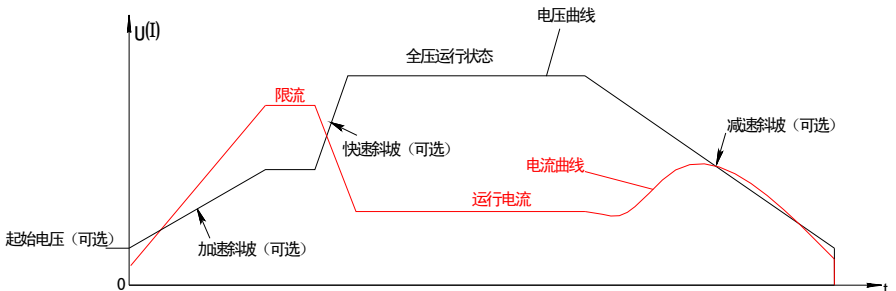 电压曲线
U(I)
全压运行状态
限流
减速斜坡（可选）
快速斜坡（可选）
电流曲线
运行电流
起始电压（可选）
加速斜坡（可选）
0
t